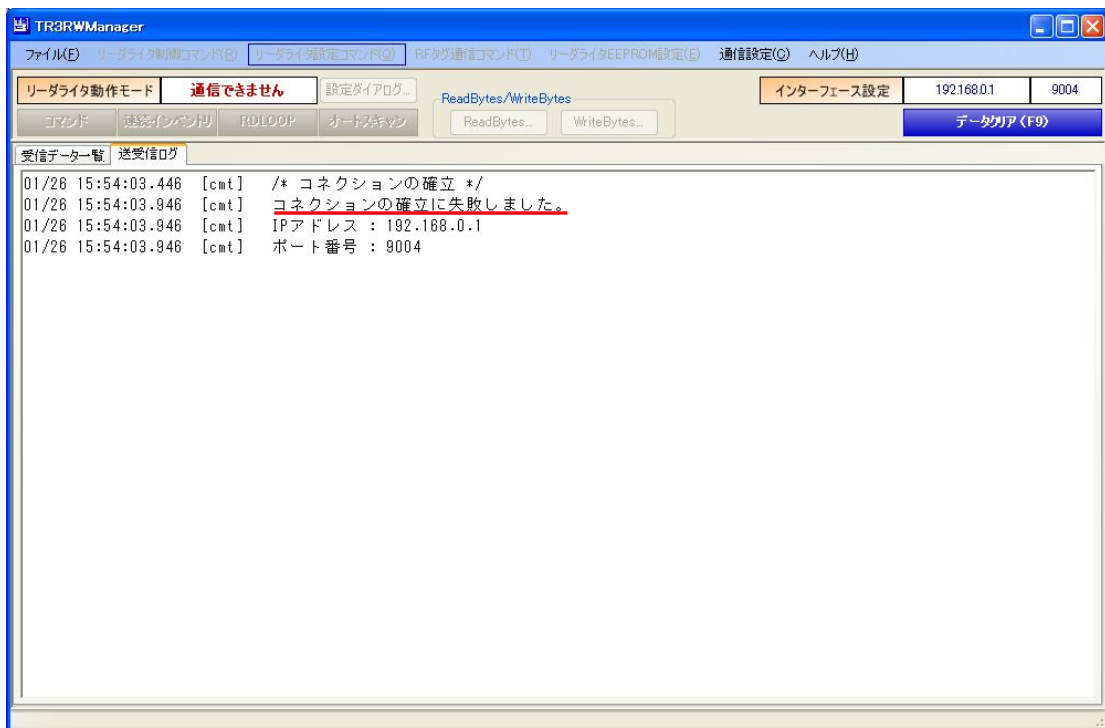 TR3RWManager
ファイル(F) リーダライタ制御コマンド(R) リーダライタ設定コマンド(Q) RFタグ通信コマンド(T) リーダライタEEPROM設定(E) 通信設定(C) ヘルプ(H)
リーダライタ動作モード 通信できません 設定ダイアログ... ReadBytes/WriteBytes インターフェース設定 192.168.0.1 9004
コマンド 連続インベントリ RDLOOP オートスキャン ReadBytes... WriteBytes... データクリア (F9)
受信データ一覧 送受信ログ
01/26 15:54:03.446 [cmt] /* コネクションの確立 */
01/26 15:54:03.946 [cmt] コネクションの確立に失敗しました。
01/26 15:54:03.946 [cmt] IPアドレス : 192.168.0.1
01/26 15:54:03.946 [cmt] ポート番号 : 9004